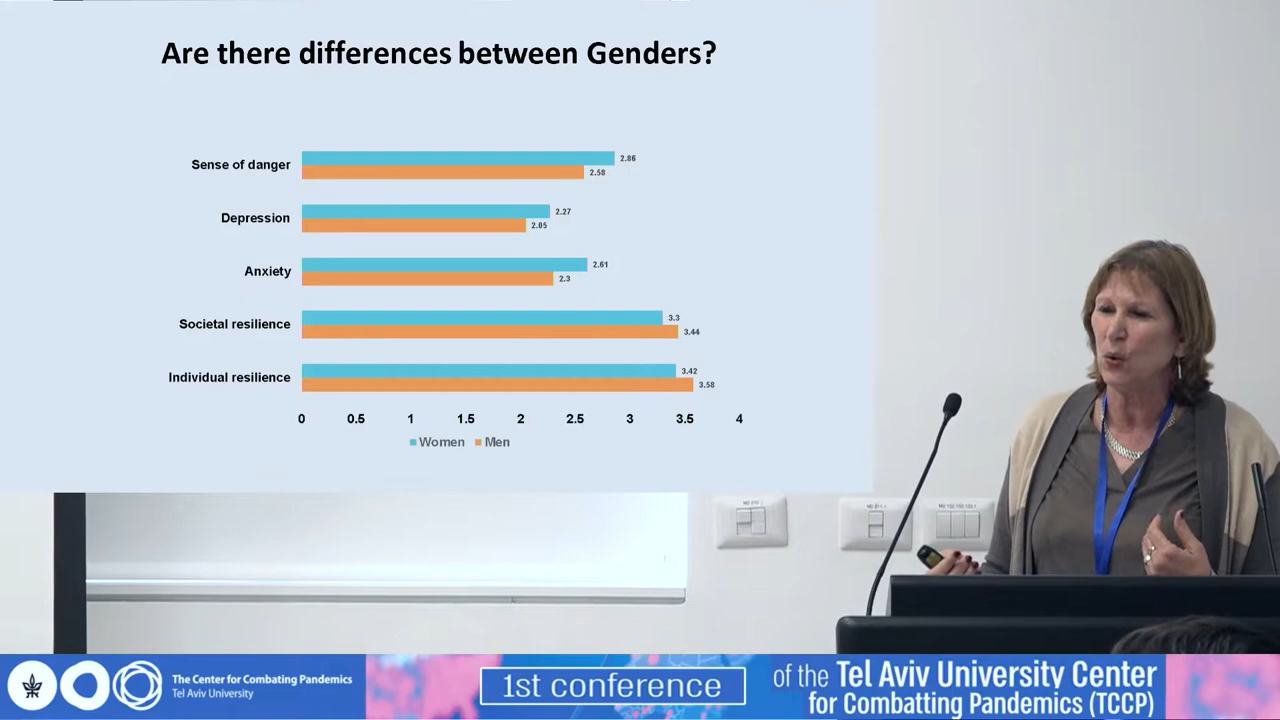 Are there differences between Genders?
Sense of danger
2.86
2.58
Depression
2.27
2.05
Anxiety
2.61
2.3
Societal resilience
3.3
3.44
Individual resilience
3.42
3.58
0 0.5 1 1.5 2 2.5 3 3.5 4
Women Men
The Center for Combating Pandemics
Tel Aviv University
1st conference
of the Tel Aviv University Center
for Combatting Pandemics (TCCP)